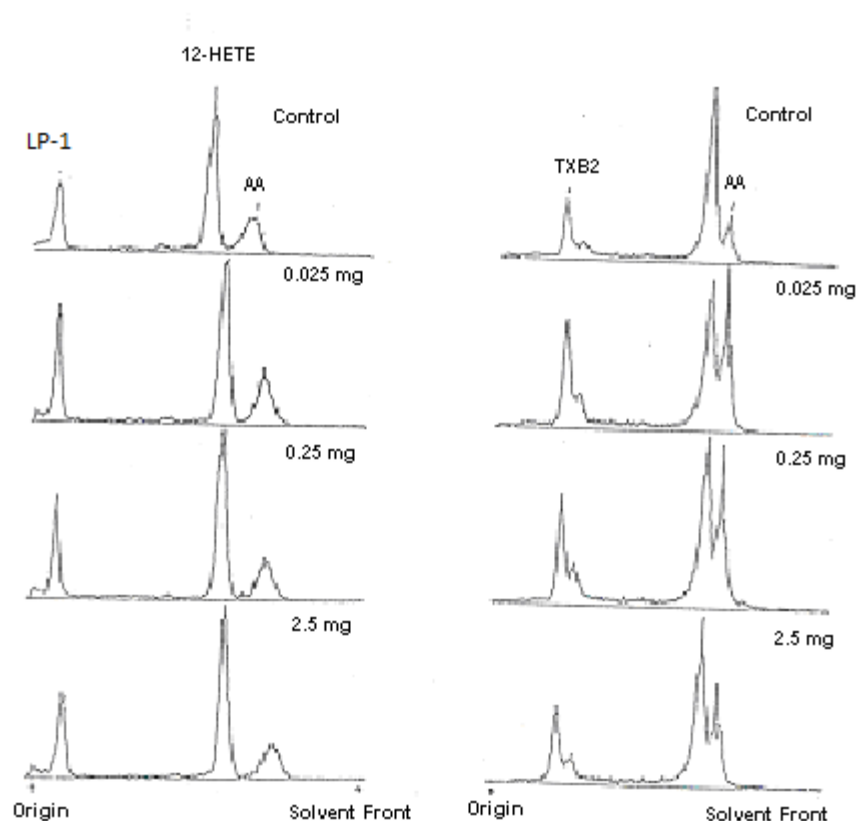 12-HETE
Control
LP-1
AA
0.025 mg
0.25 mg
2.5 mg
Origin
Solvent Front
Control
TXB2
AA
0.025 mg
0.25 mg
2.5 mg
Origin
Solvent Front